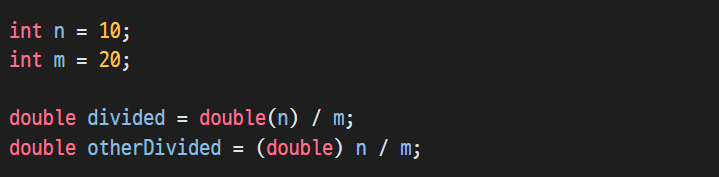 int n = 10;
int m = 20;
double divided = double(n) / m;
double otherDivided = (double) n / m;